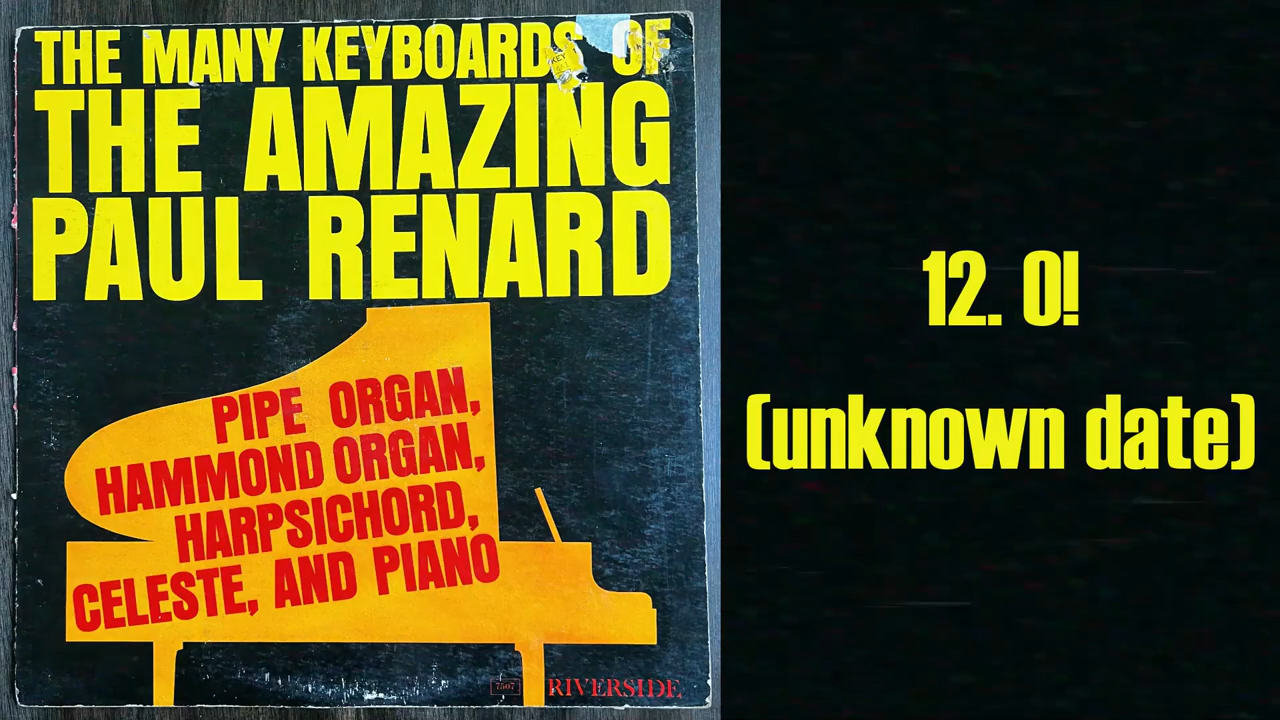 THE MANY KEYBOARDS OF
THE AMAZING
PAUL RENARD
PIPE ORGAN,
HAMMOND ORGAN,
HARPSICHORD,
CELESTE, AND PIANO
7507
RIVERSIDE
12. O!
(unknown date)